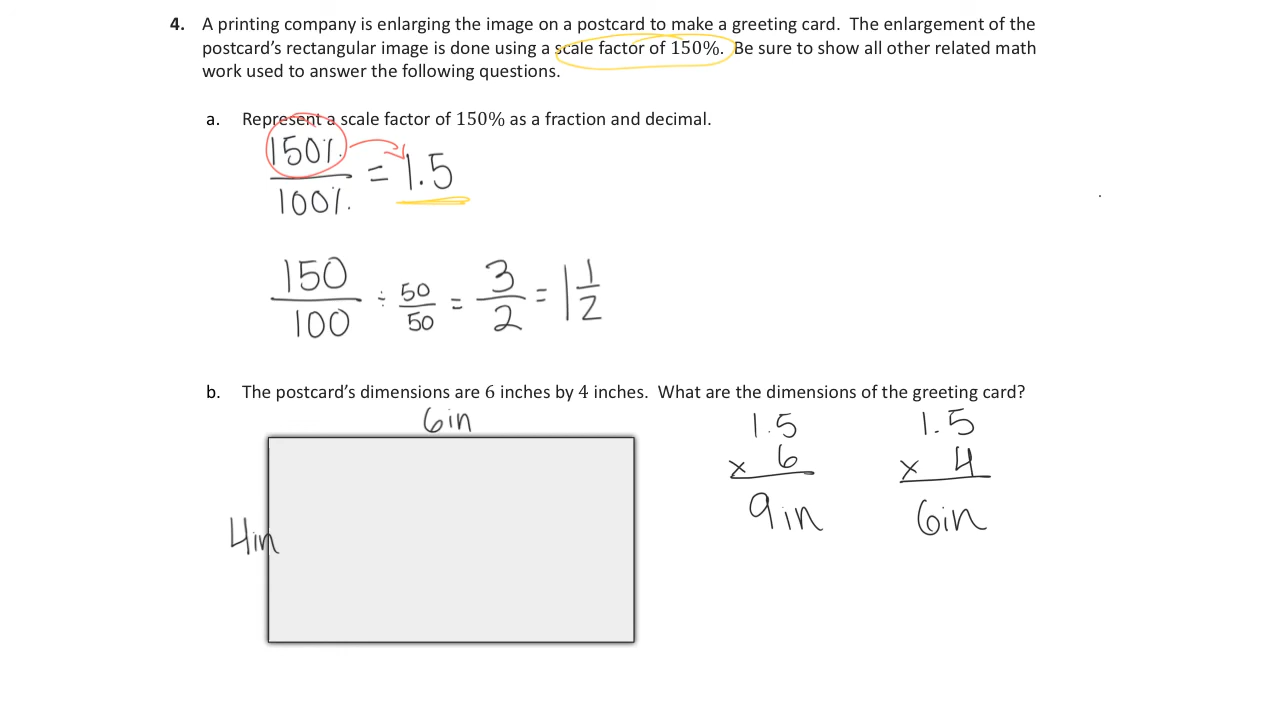 4. A printing company is enlarging the image on a postcard to make a greeting card. The enlargement of the
postcard's rectangular image is done using a scale factor of 150%. Be sure to show all other related math
work used to answer the following questions.
a. Represent a scale factor of 150% as a fraction and decimal.
150%
= 1.5
100%
150
100
÷ 50
50
= 3
2
= 1 1
2
b. The postcard's dimensions are 6 inches by 4 inches. What are the dimensions of the greeting card?
6in
4in
1.5
x 6
9in
1.5
x 4
6in